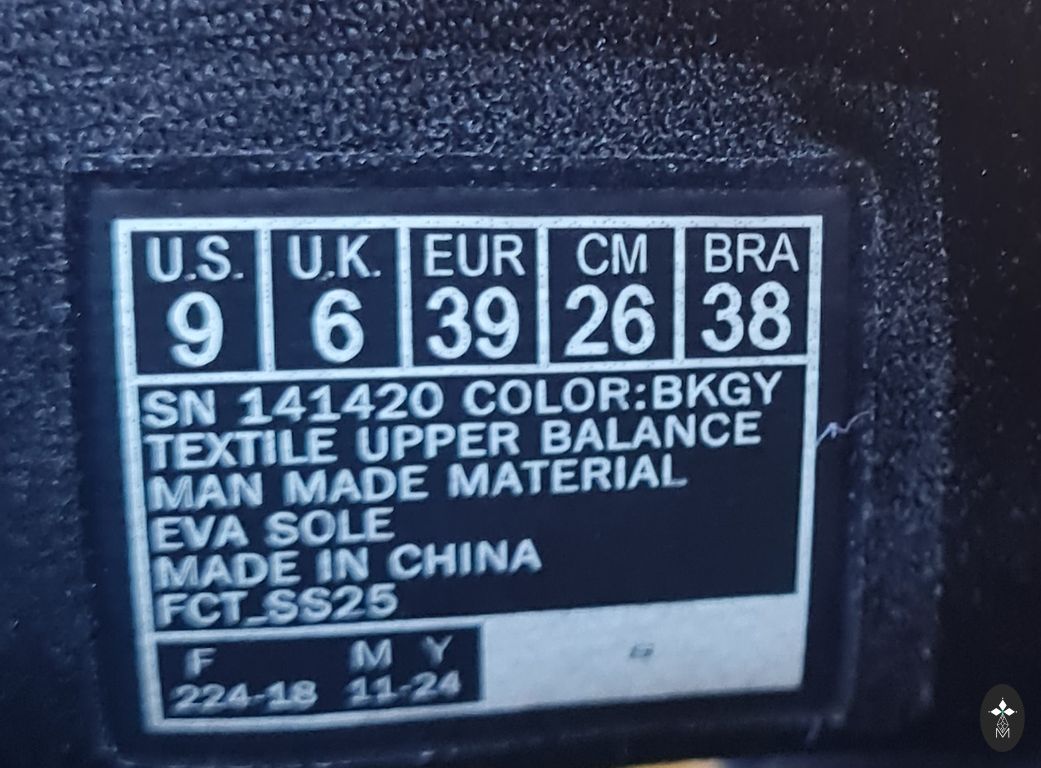 U.S. U.K. EUR CM BRA
9 6 39 26 38
SN 141420 COLOR:BKGY
TEXTILE UPPER BALANCE
MAN MADE MATERIAL
EVA SOLE
MADE IN CHINA
FCT_SS25
F M Y
224-18 11-24
M